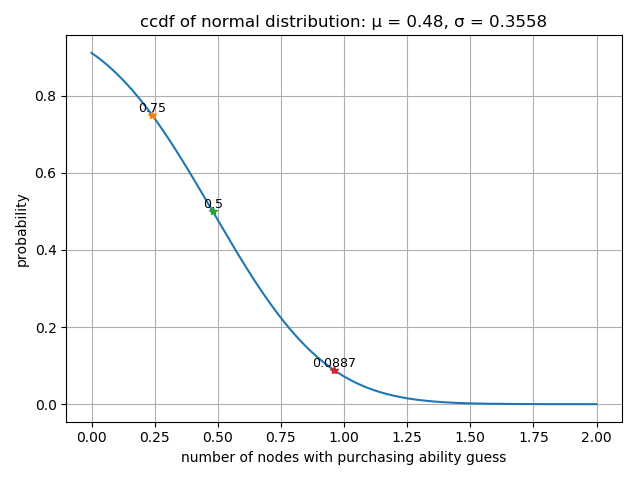 ccdf of normal distribution: μ = 0.48, σ = 0.3558
probability
0.8
0.6
0.4
0.2
0.0
0.75
0.5
0.0887
0.00 0.25 0.50 0.75 1.00 1.25 1.50 1.75 2.00
number of nodes with purchasing ability guess